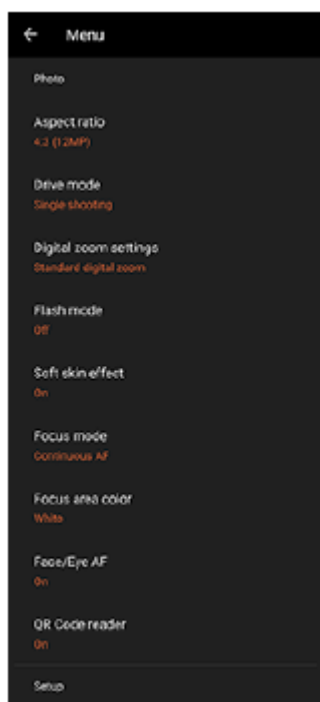 Menu
Photo
Aspect ratio
4:3 (12MP)
Drive mode
Single shooting
Digital zoom settings
Standard digital zoom
Flash mode
Off
Soft skin effect
On
Focus mode
Continuous AF
Focus area color
White
Face/Eye AF
On
QR Code reader
On
Setup